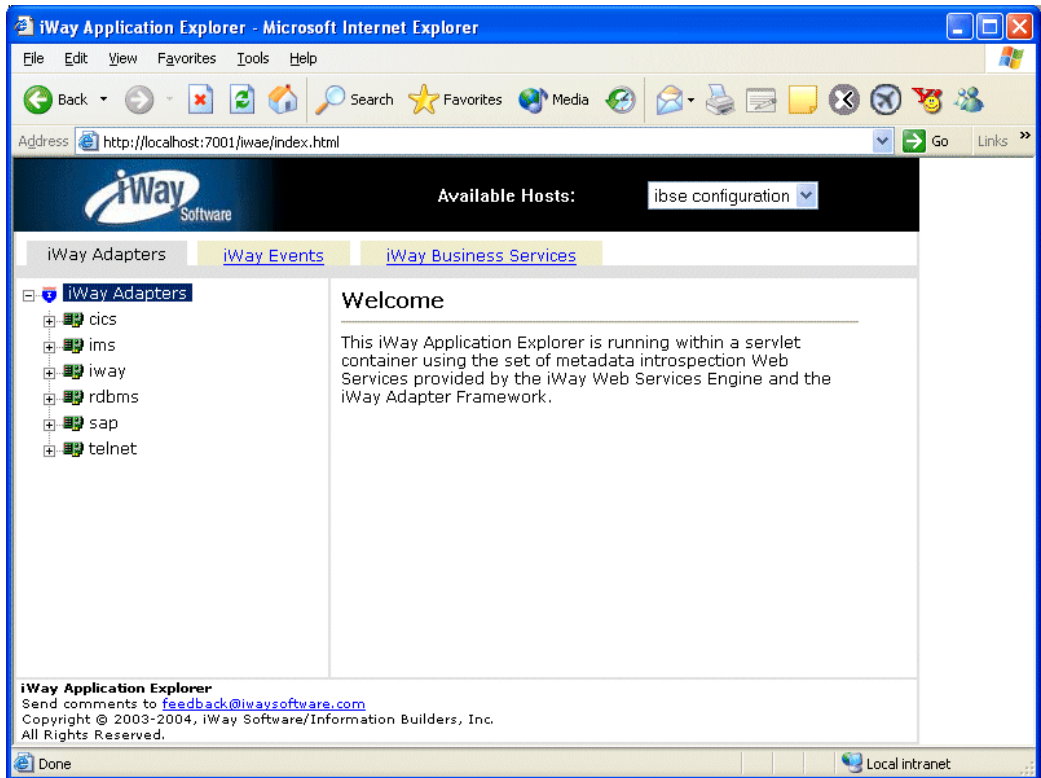 iWay Application Explorer - Microsoft Internet Explorer
File Edit View Favorites Tools Help
Back Search Favorites Media
Address http://localhost:7001/iwae/index.html Go Links »
iWay Software Available Hosts: ibse configuration
iWay Adapters iWay Events iWay Business Services
iWay Adapters
cics
ims
iway
rdbms
sap
telnet
Welcome
This iWay Application Explorer is running within a servlet
container using the set of metadata introspection Web
Services provided by the iWay Web Services Engine and the
iWay Adapter Framework.
iWay Application Explorer
Send comments to feedback@iwaysoftware.com
Copyright © 2003-2004, iWay Software/Information Builders, Inc.
All Rights Reserved.
Done Local intranet